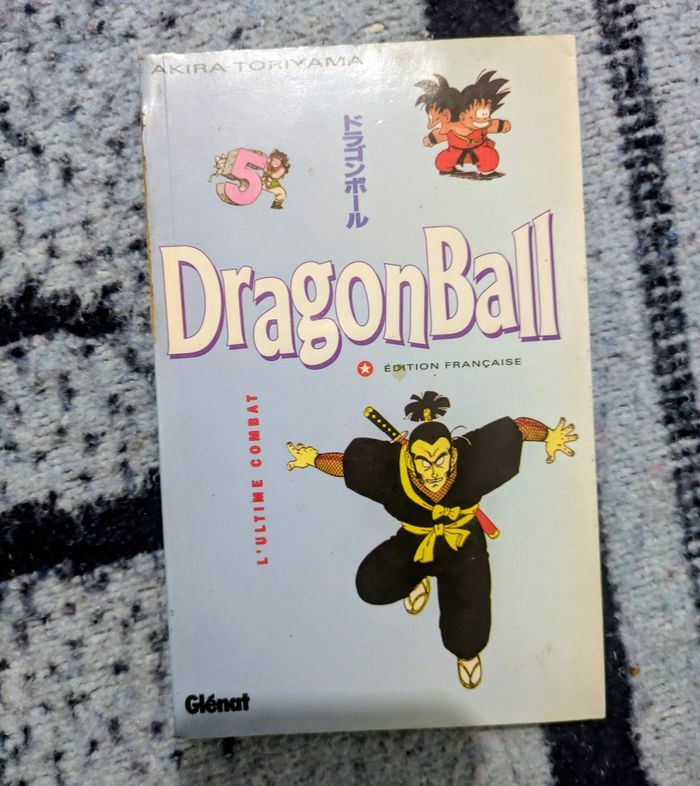 AKIRA TORIYAMA
5
ドラゴンボール
DragonBall
ÉDITION FRANÇAISE
L'ULTIME COMBAT
Glénat